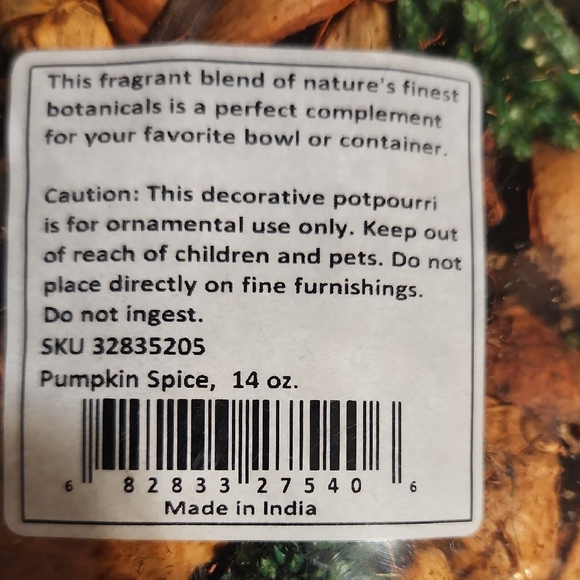 This fragrant blend of nature's finest
botanicals is a perfect complement
for your favorite bowl or container.
Caution: This decorative potpourri
is for ornamental use only. Keep out
of reach of children and pets. Do not
place directly on fine furnishings.
Do not ingest.
SKU 32835205
Pumpkin Spice, 14 oz.
6 82833 27540 6
Made in India